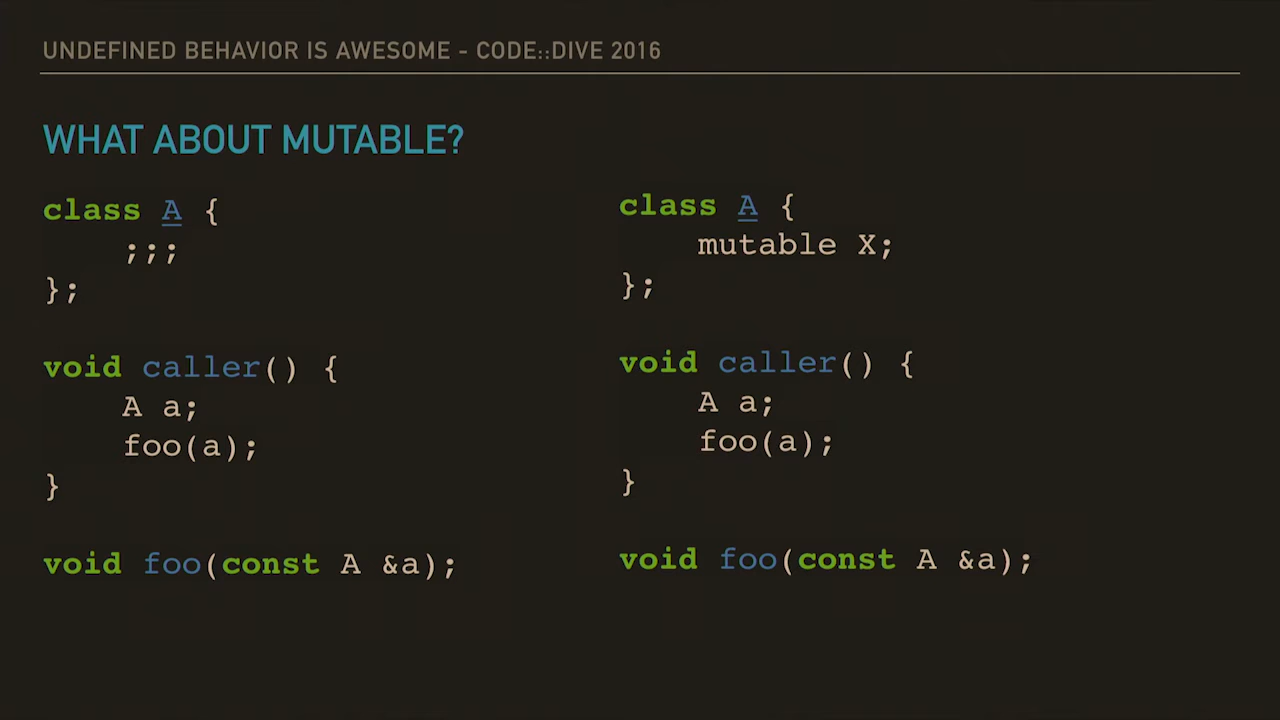 UNDEFINED BEHAVIOR IS AWESOME - CODE::DIVE 2016
WHAT ABOUT MUTABLE?
class A {
;;;
};
void caller() {
A a;
foo(a);
}
void foo(const A &a);
class A {
mutable X;
};
void caller() {
A a;
foo(a);
}
void foo(const A &a);